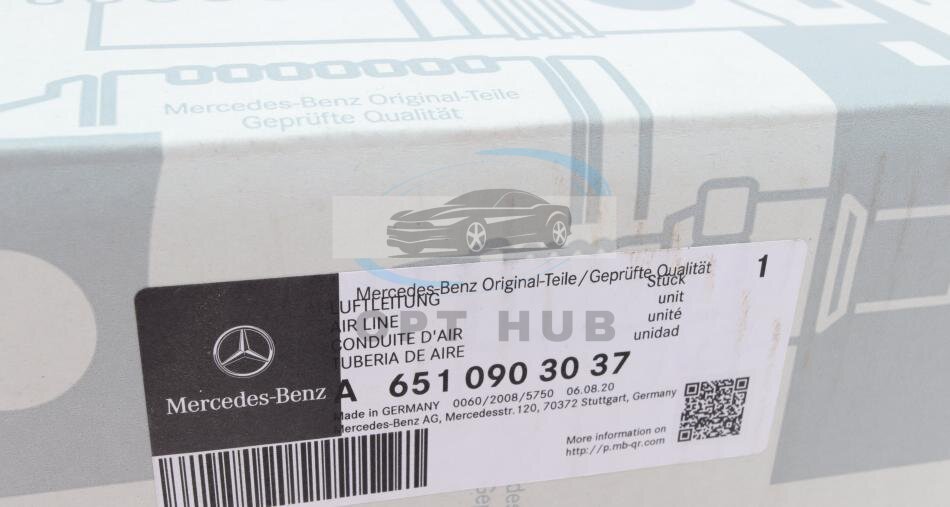 Mercedes-Benz Original-Teile
Geprüfte Qualität
Mercedes-Benz Original-Teile/Geprüfte Qualität
1
LUFTLEITUNG
Stück
AIR LINE
unit
CONDUITE D'AIR
unité
TUBERIA DE AIRE
unidad
OPT HUB
A 651 090 30 37
Made in GERMANY 0060/2008/5750 06.08.20
Mercedes-Benz AG, Mercedesstr.120, 70372 Stuttgart, Germany
Mercedes-Benz
More information on
http://p.mb-qr.com